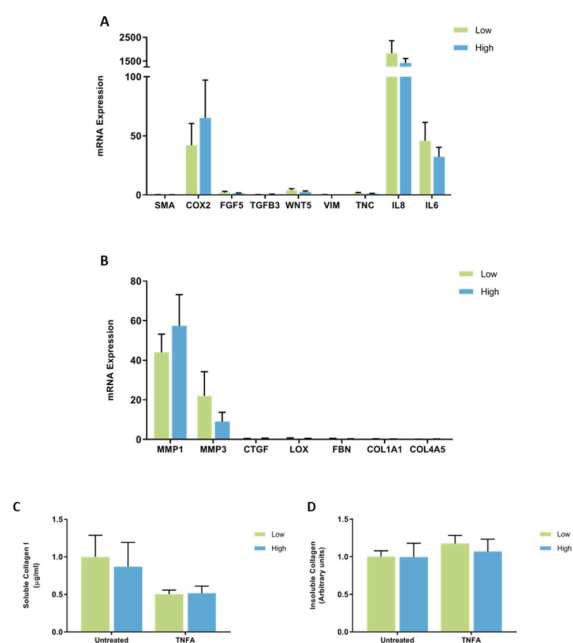 A
Low
High
mRNA Expression
2500
1500
100
50
0
SMA COX2 FGF5 TGFB3 WNT5 VIM TNC IL8 IL6
B
Low
High
mRNA Expression
80
60
40
20
0
MMP1 MMP3 CTGF LOX FBN COL1A1 COL4A5
C
Low
High
Soluble Collagen I
(µg/ml)
1.5
1.0
0.5
0.0
Untreated TNFA
D
Low
High
Insoluble Collagen
(Arbitrary units)
1.5
1.0
0.5
0.0
Untreated TNFA